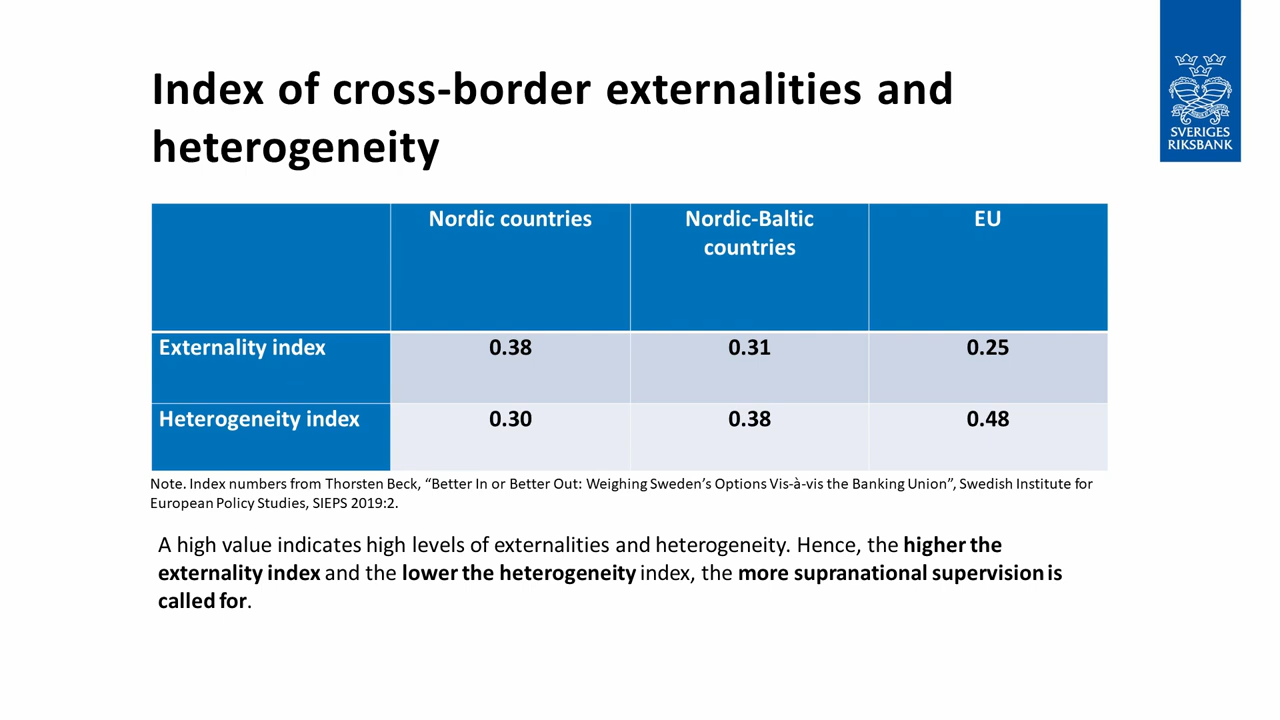 Index of cross-border externalities and
heterogeneity
SVERIGES
RIKSBANK
Nordic countries
Nordic-Baltic
countries
EU
Externality index
0.38
0.31
0.25
Heterogeneity index
0.30
0.38
0.48
Note. Index numbers from Thorsten Beck, “Better In or Better Out: Weighing Sweden’s Options Vis-à-vis the Banking Union”, Swedish Institute for
European Policy Studies, SIEPS 2019:2.
A high value indicates high levels of externalities and heterogeneity. Hence, the higher the
externality index and the lower the heterogeneity index, the more supranational supervision is
called for.